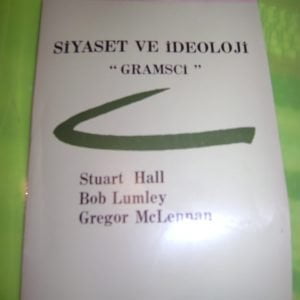 SİYASET VE İDEOLOJİ
“ GRAMSCİ ”
Stuart Hall
Bob Lumley
Gregor McLennan